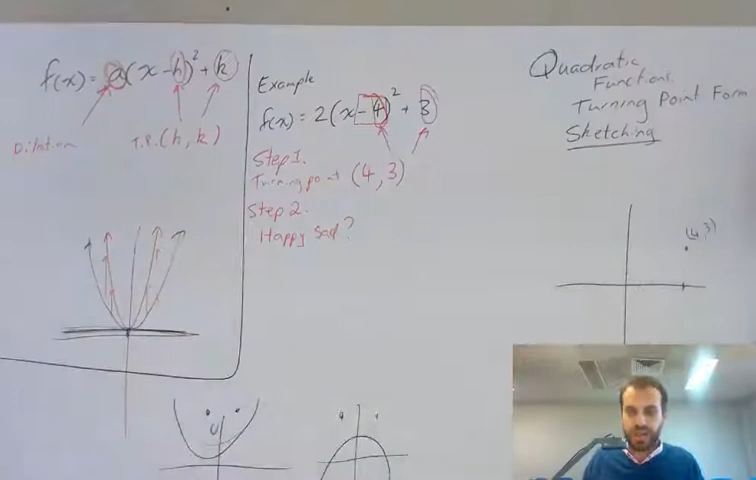 f(x) = a(x - h)² + k
Dilation
T.P. (h, k)
Example
f(x) = 2(x - 4)² + 3
Step 1.
Turning point (4, 3)
Step 2.
Happy Sad?
Quadratic
Function
Turning Point Form
Sketching
(4, 3)